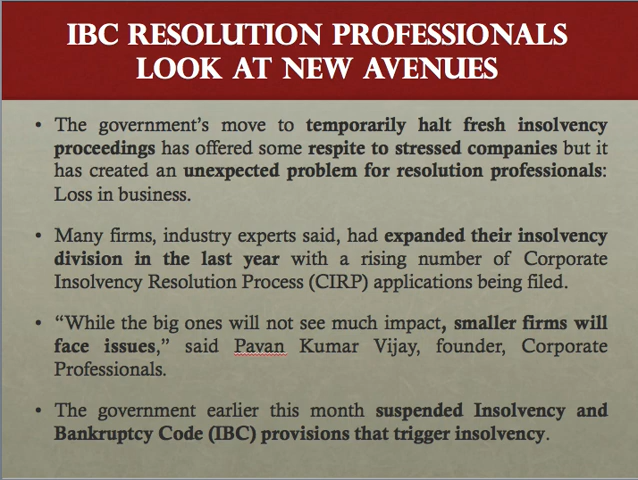 IBC RESOLUTION PROFESSIONALS
LOOK AT NEW AVENUES
• The government's move to temporarily halt fresh insolvency
proceedings has offered some respite to stressed companies but it
has created an unexpected problem for resolution professionals:
Loss in business.
• Many firms, industry experts said, had expanded their insolvency
division in the last year with a rising number of Corporate
Insolvency Resolution Process (CIRP) applications being filed.
• “While the big ones will not see much impact, smaller firms will
face issues,” said Pavan Kumar Vijay, founder, Corporate
Professionals.
• The government earlier this month suspended Insolvency and
Bankruptcy Code (IBC) provisions that trigger insolvency.